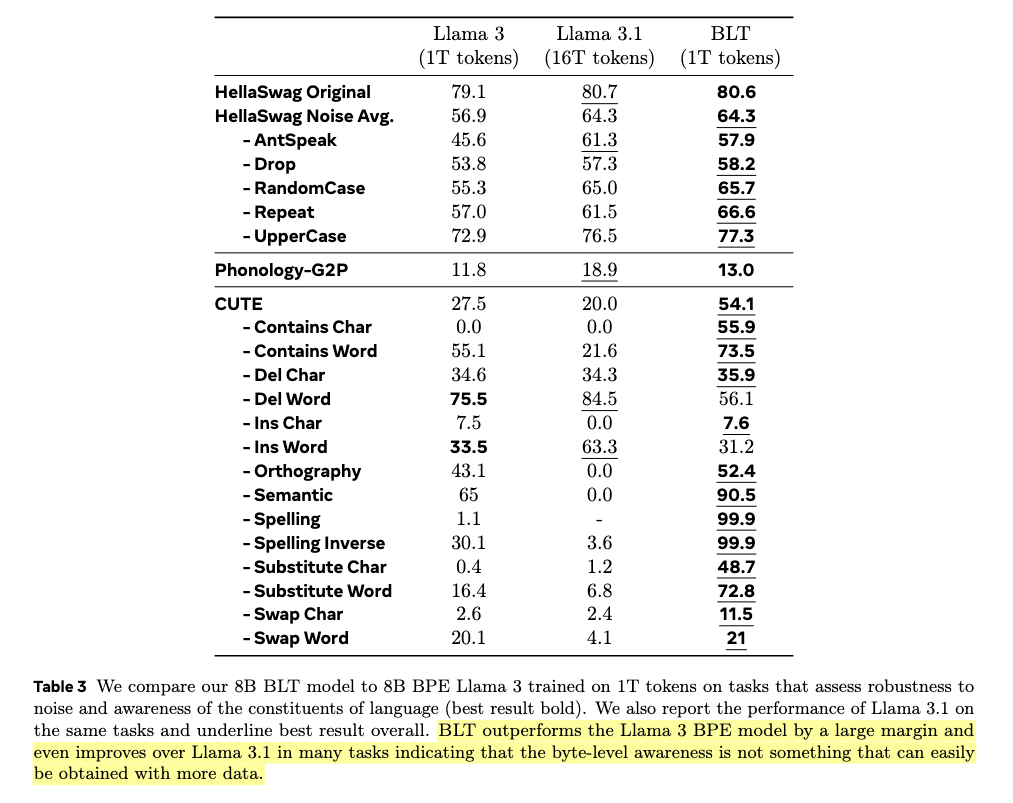 Llama 3 Llama 3.1 BLT
(1T tokens) (16T tokens) (1T tokens)
HellaSwag Original 79.1 80.7 80.6
HellaSwag Noise Avg. 56.9 64.3 64.3
- AntSpeak 45.6 61.3 57.9
- Drop 53.8 57.3 58.2
- RandomCase 55.3 65.0 65.7
- Repeat 57.0 61.5 66.6
- UpperCase 72.9 76.5 77.3
Phonology-G2P 11.8 18.9 13.0
CUTE 27.5 20.0 54.1
- Contains Char 0.0 0.0 55.9
- Contains Word 55.1 21.6 73.5
- Del Char 34.6 34.3 35.9
- Del Word 75.5 84.5 56.1
- Ins Char 7.5 0.0 7.6
- Ins Word 33.5 63.3 31.2
- Orthography 43.1 0.0 52.4
- Semantic 65 0.0 90.5
- Spelling 1.1 - 99.9
- Spelling Inverse 30.1 3.6 99.9
- Substitute Char 0.4 1.2 48.7
- Substitute Word 16.4 6.8 72.8
- Swap Char 2.6 2.4 11.5
- Swap Word 20.1 4.1 21
Table 3 We compare our 8B BLT model to 8B BPE Llama 3 trained on 1T tokens on tasks that assess robustness to
noise and awareness of the constituents of language (best result bold). We also report the performance of Llama 3.1 on
the same tasks and underline best result overall. BLT outperforms the Llama 3 BPE model by a large margin and
even improves over Llama 3.1 in many tasks indicating that the byte-level awareness is not something that can easily
be obtained with more data.